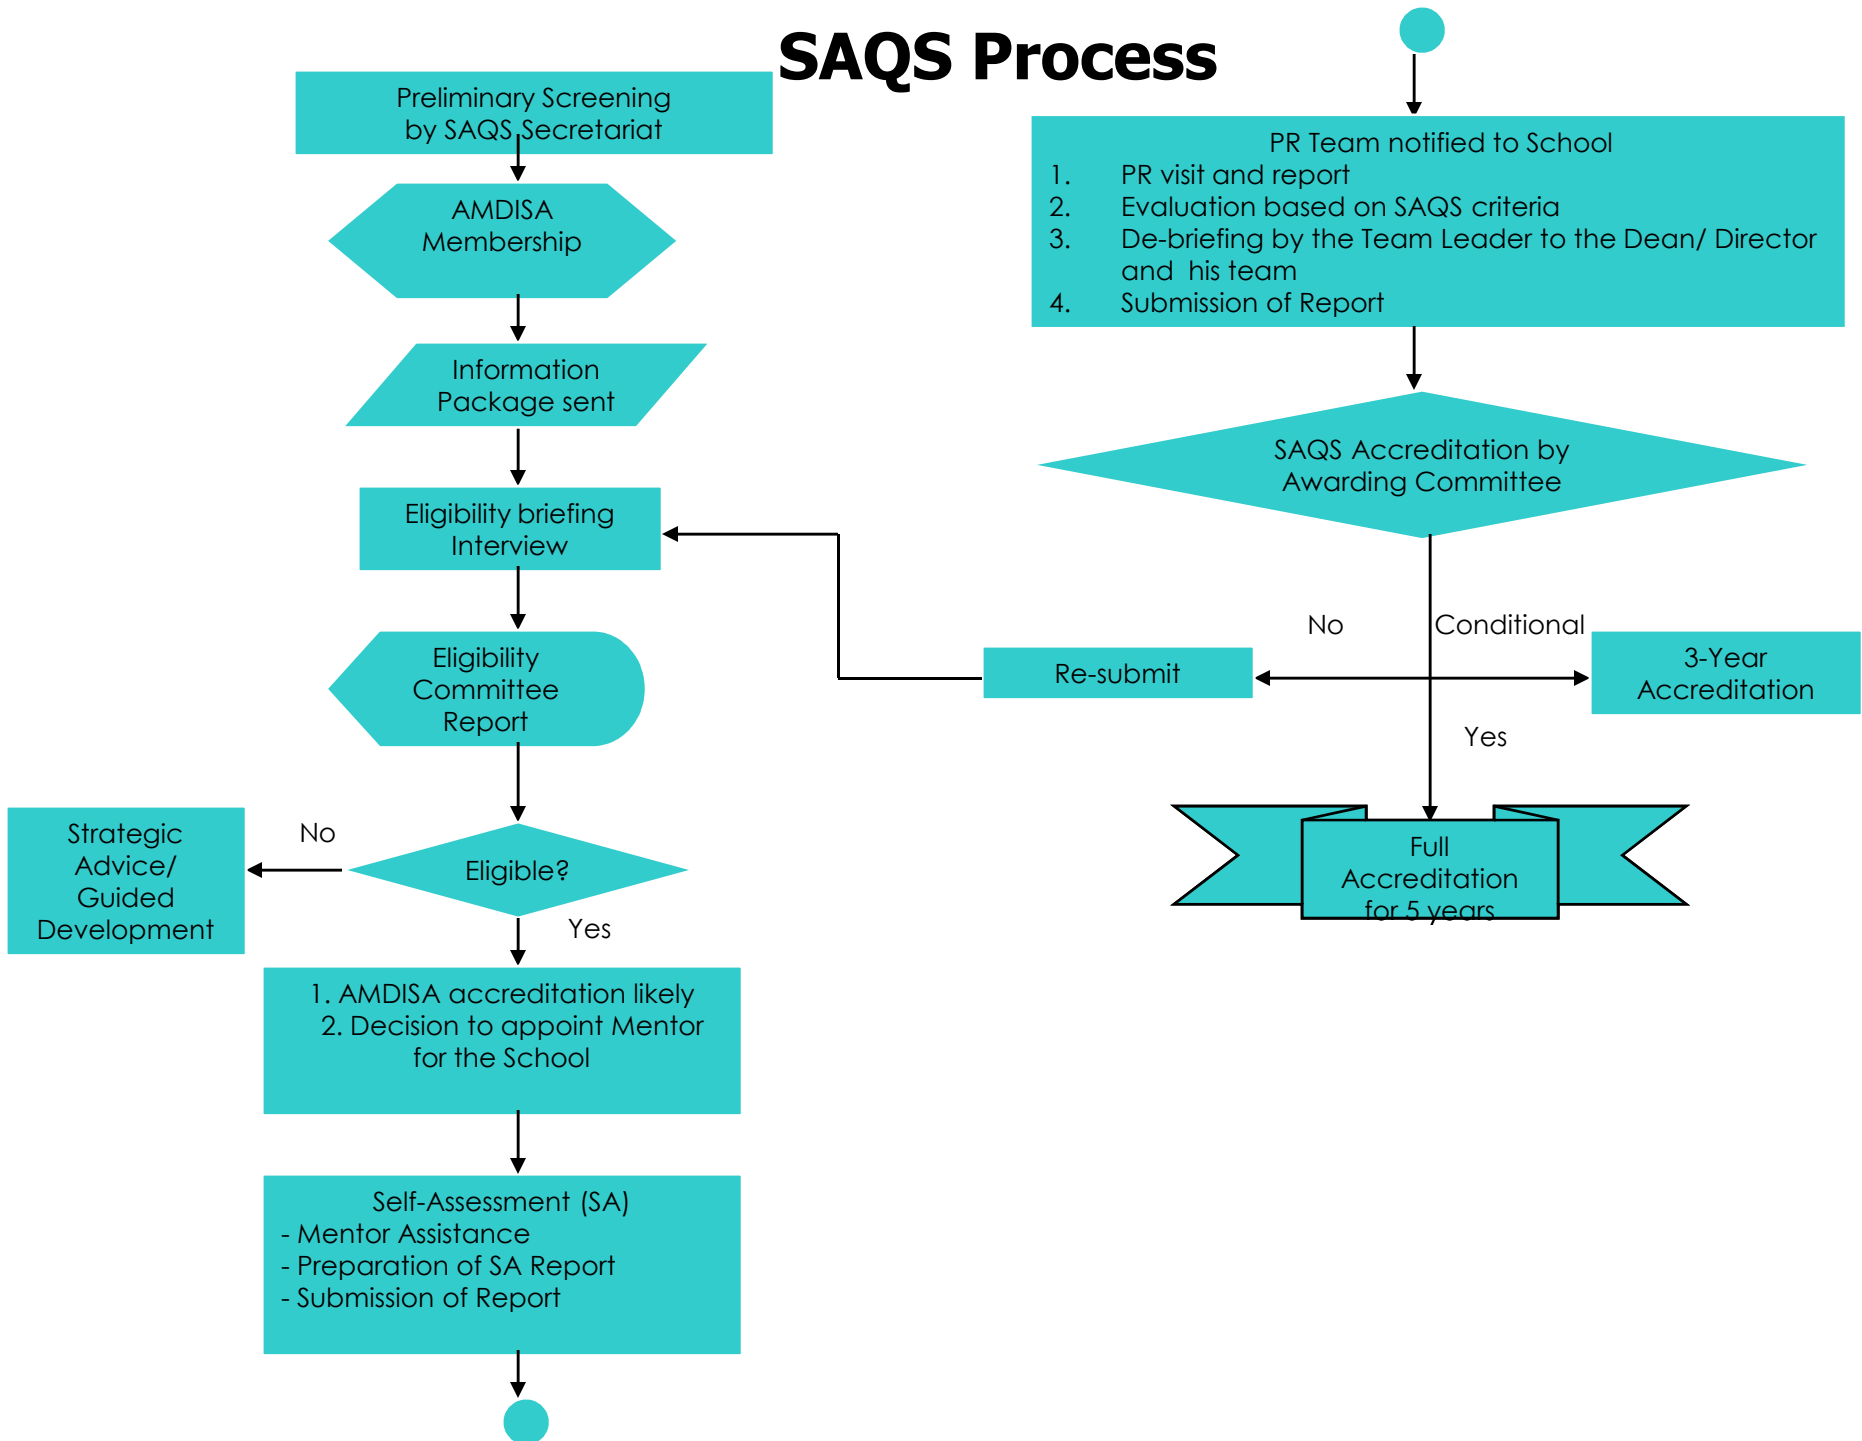 SAQS Process
Preliminary Screening
by SAQS Secretariat
AMDISA
Membership
Information
Package sent
Eligibility briefing
Interview
Eligibility
Committee
Report
Eligible?
No
Strategic
Advice/
Guided
Development
Yes
1. AMDISA accreditation likely
2. Decision to appoint Mentor
for the School
Self-Assessment (SA)
- Mentor Assistance
- Preparation of SA Report
- Submission of Report
PR Team notified to School
1. PR visit and report
2. Evaluation based on SAQS criteria
3. De-briefing by the Team Leader to the Dean/ Director
and his team
4. Submission of Report
SAQS Accreditation by
Awarding Committee
No
Conditional
Re-submit
3-Year
Accreditation
Yes
Full
Accreditation
for 5 years